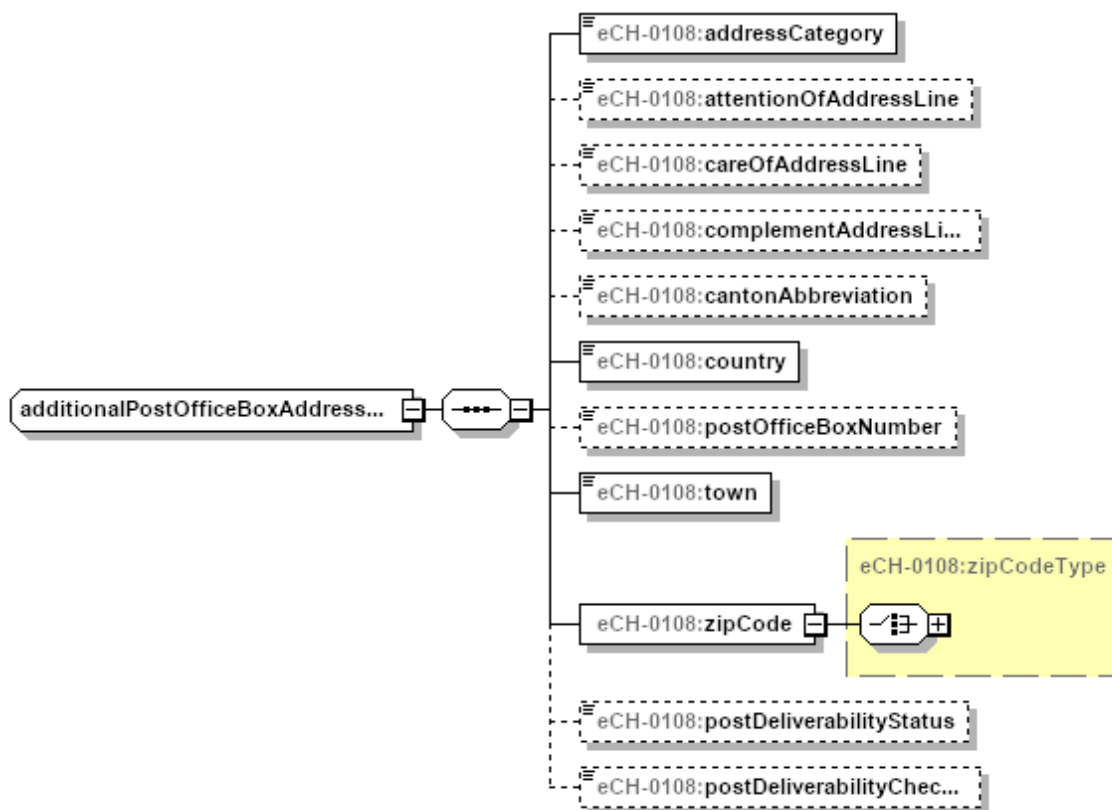 eCH-0108:addressCategory
eCH-0108:attentionOfAddressLine
eCH-0108:careOfAddressLine
eCH-0108:complementAddressLi...
eCH-0108:cantonAbbreviation
eCH-0108:country
additionalPostOfficeBoxAddress...
eCH-0108:postOfficeBoxNumber
eCH-0108:town
eCH-0108:zipCodeType
eCH-0108:zipCode
eCH-0108:postDeliverabilityStatus
eCH-0108:postDeliverabilityChec...